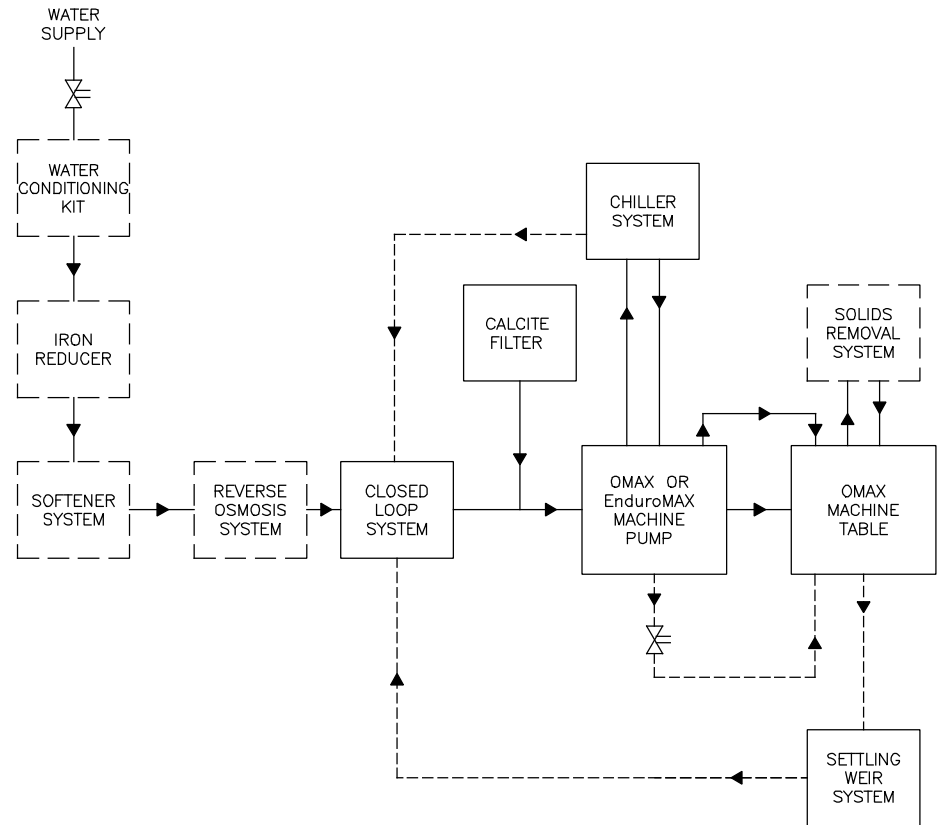 WATER
SUPPLY
WATER
CONDITIONING
KIT
IRON
REDUCER
SOFTENER
SYSTEM
REVERSE
OSMOSIS
SYSTEM
CLOSED
LOOP
SYSTEM
CALCITE
FILTER
CHILLER
SYSTEM
OMAX OR
EnduroMAX
MACHINE
PUMP
SOLIDS
REMOVAL
SYSTEM
OMAX
MACHINE
TABLE
SETTLING
WEIR
SYSTEM